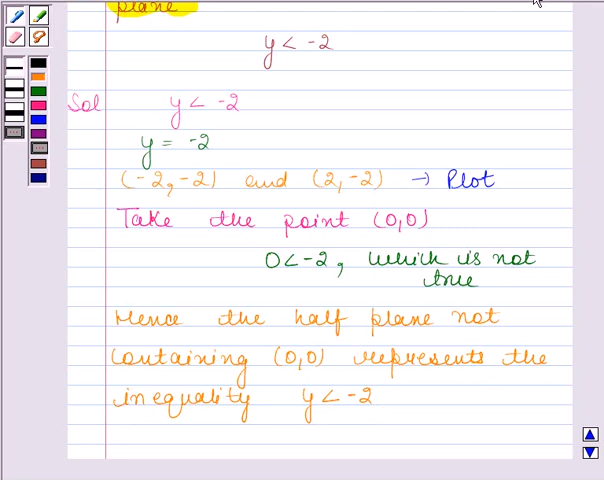 plane
y < -2
Sol y < -2
y = -2
(-2, -2) and (2, -2) → Plot
Take the point (0,0)
0 < -2, which is not
true
Hence the half plane not
containing (0,0) represents the
inequality y < -2